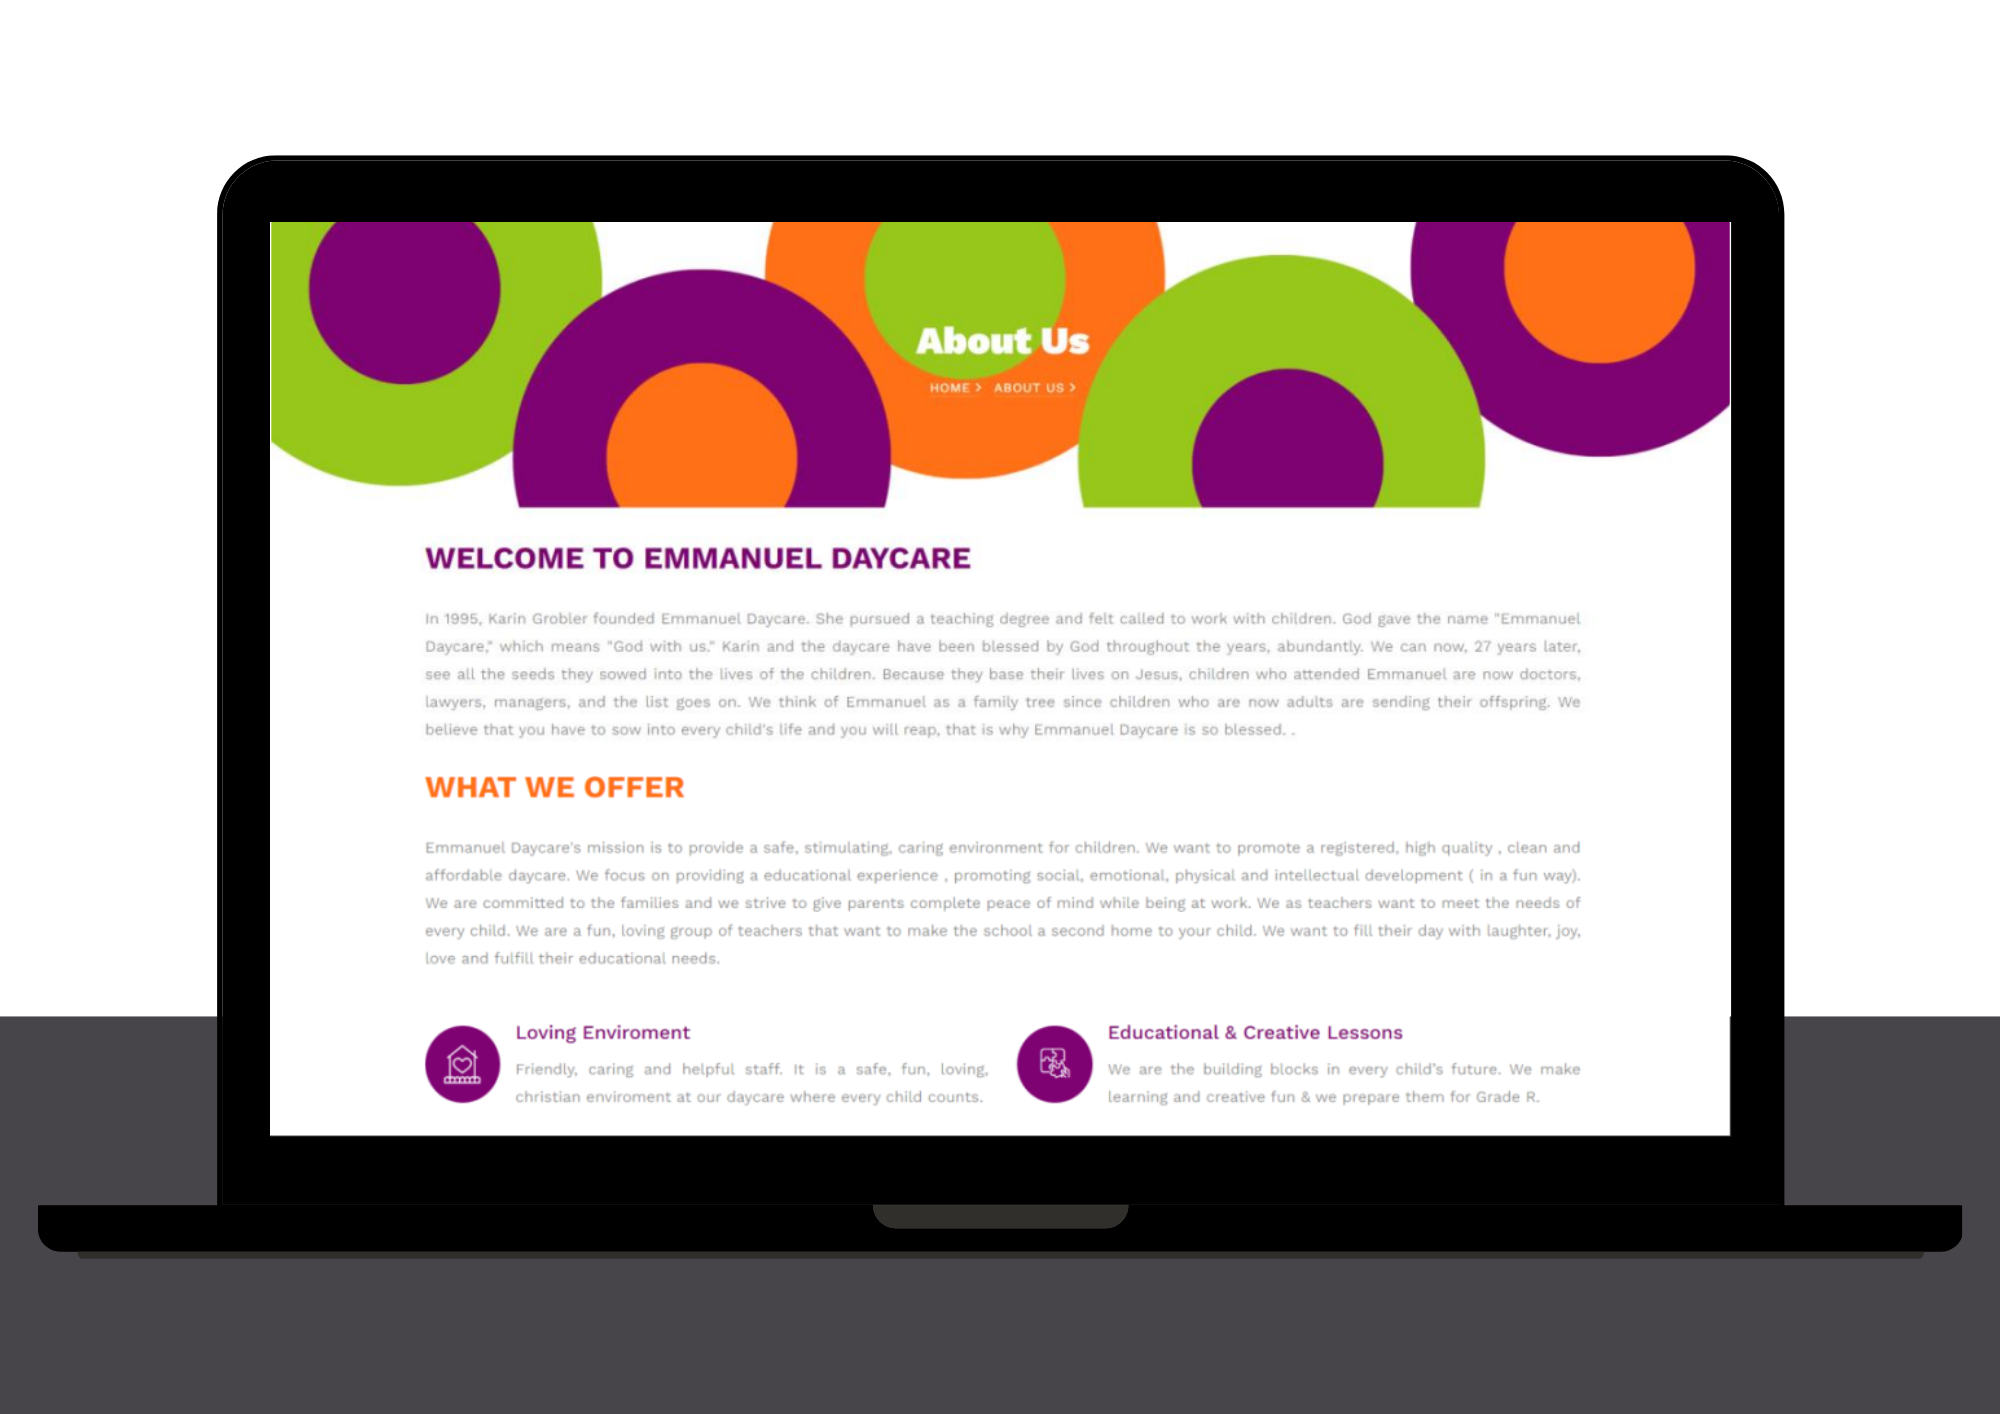 About Us
HOME > ABOUT US >
WELCOME TO EMMANUEL DAYCARE
In 1995, Karin Grobler founded Emmanuel Daycare. She pursued a teaching degree and felt called to work with children. God gave the name "Emmanuel
Daycare," which means "God with us." Karin and the daycare have been blessed by God throughout the years, abundantly. We can now, 27 years later,
see all the seeds they sowed into the lives of the children. Because they base their lives on Jesus, children who attended Emmanuel are now doctors,
lawyers, managers, and the list goes on. We think of Emmanuel as a family tree since children who are now adults are sending their offspring. We
believe that you have to sow into every child's life and you will reap, that is why Emmanuel Daycare is so blessed. .
WHAT WE OFFER
Emmanuel Daycare's mission is to provide a safe, stimulating, caring environment for children. We want to promote a registered, high quality , clean and
affordable daycare. We focus on providing a educational experience , promoting social, emotional, physical and intellectual development ( in a fun way).
We are committed to the families and we strive to give parents complete peace of mind while being at work. We as teachers want to meet the needs of
every child. We are a fun, loving group of teachers that want to make the school a second home to your child. We want to fill their day with laughter, joy,
love and fulfill their educational needs.
Loving Enviroment
Friendly, caring and helpful staff. It is a safe, fun, loving,
christian enviroment at our daycare where every child counts.
Educational & Creative Lessons
We are the building blocks in every child's future. We make
learning and creative fun & we prepare them for Grade R.